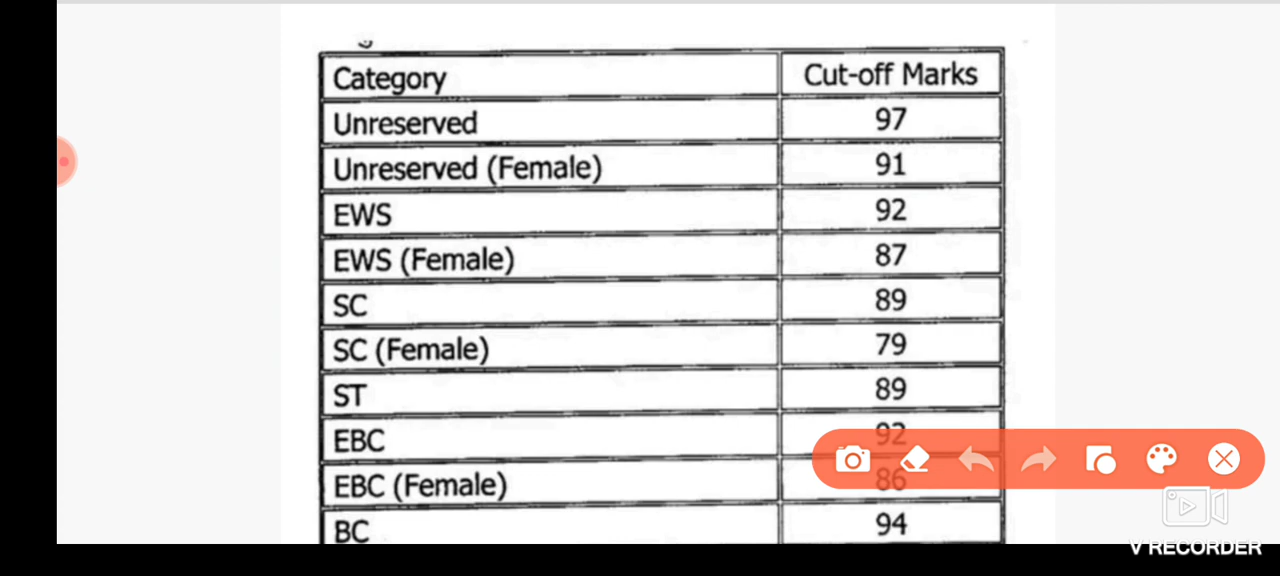 Category Cut-off Marks
Unreserved 97
Unreserved (Female) 91
EWS 92
EWS (Female) 87
SC 89
SC (Female) 79
ST 89
EBC 92
EBC (Female) 86
BC 94
V RECORDER